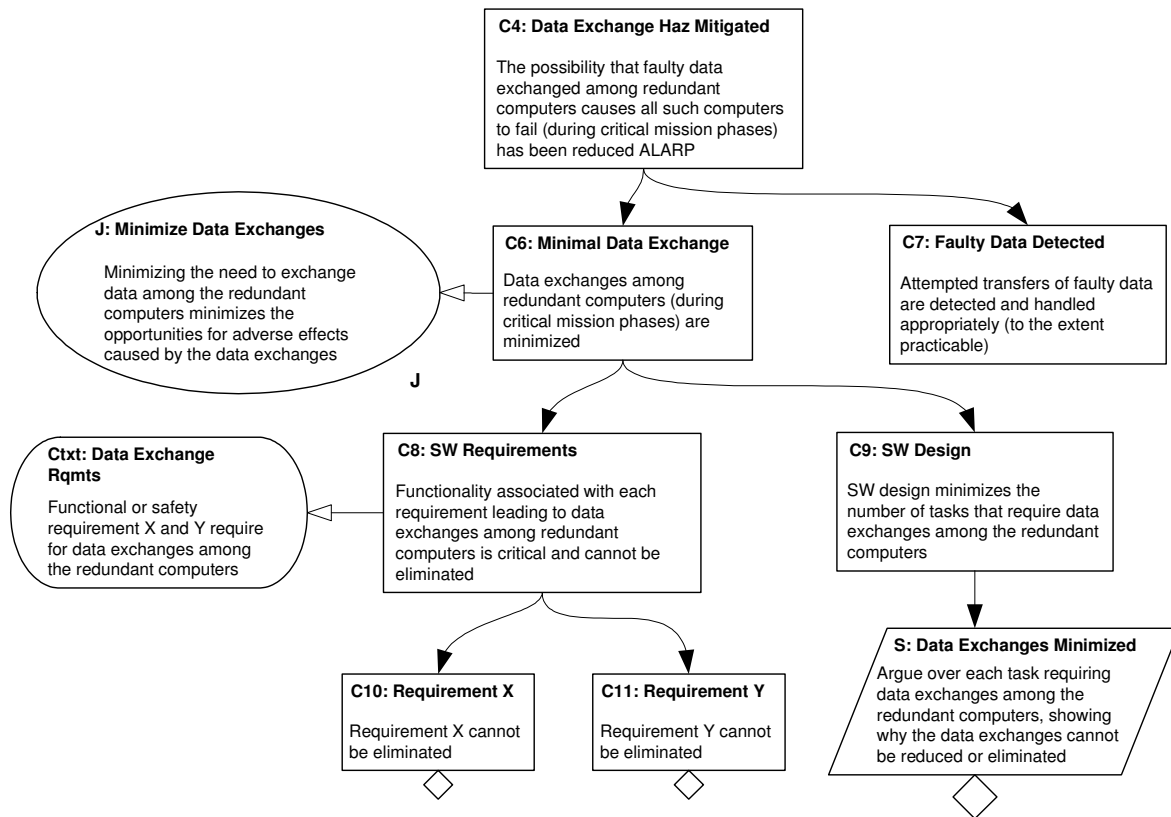 C4: Data Exchange Haz Mitigated
The possibility that faulty data
exchanged among redundant
computers causes all such computers
to fail (during critical mission phases)
has been reduced ALARP
J: Minimize Data Exchanges
Minimizing the need to exchange
data among the redundant
computers minimizes the
opportunities for adverse effects
caused by the data exchanges
J
C6: Minimal Data Exchange
Data exchanges among
redundant computers (during
critical mission phases) are
minimized
C7: Faulty Data Detected
Attempted transfers of faulty data
are detected and handled
appropriately (to the extent
practicable)
Ctxt: Data Exchange
Rqmts
Functional or safety
requirement X and Y require
for data exchanges among
the redundant computers
C8: SW Requirements
Functionality associated with each
requirement leading to data
exchanges among redundant
computers is critical and cannot be
eliminated
C9: SW Design
SW design minimizes the
number of tasks that require data
exchanges among the redundant
computers
C10: Requirement X
Requirement X cannot
be eliminated
C11: Requirement Y
Requirement Y cannot
be eliminated
S: Data Exchanges Minimized
Argue over each task requiring
data exchanges among the
redundant computers, showing
why the data exchanges cannot
be reduced or eliminated